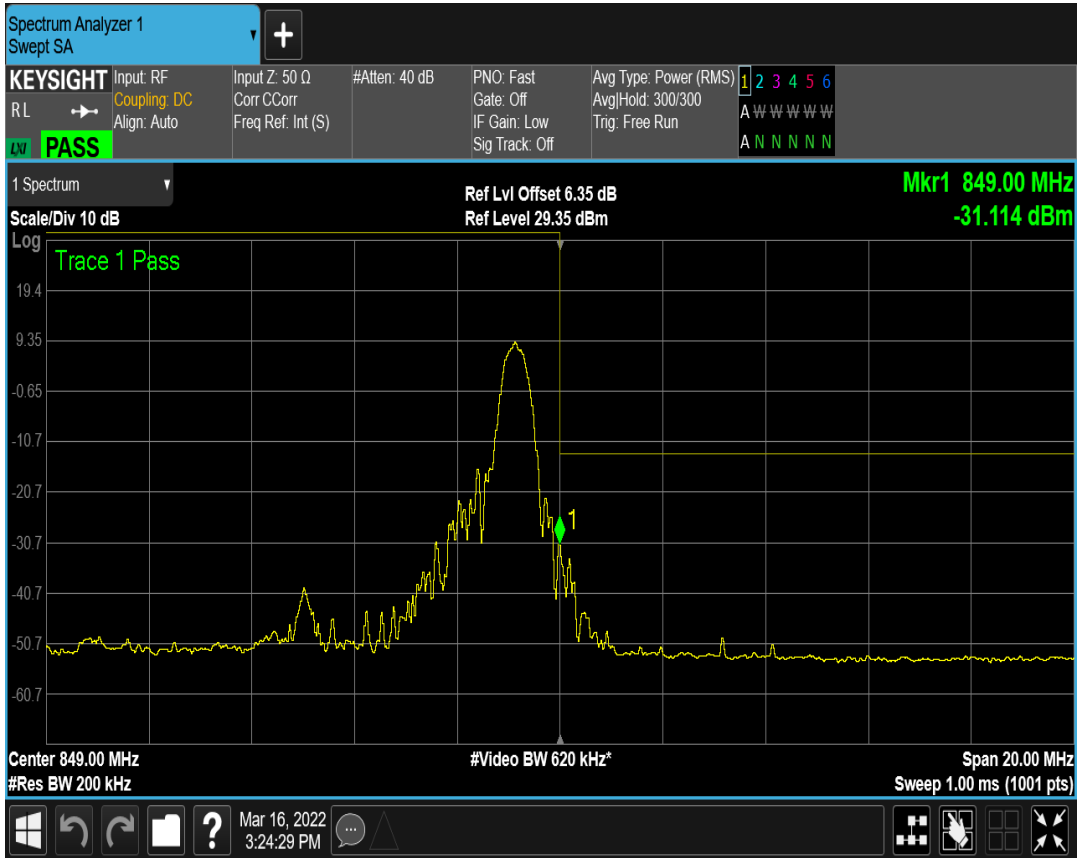 Spectrum Analyzer 1
Swept SA
KEYSIGHT
RL
LXI PASS
Input: RF
Coupling: DC
Align: Auto
Input Z: 50 Ω
Corr CCorr
Freq Ref: Int (S)
#Atten: 40 dB
PNO: Fast
Gate: Off
IF Gain: Low
Sig Track: Off
Avg Type: Power (RMS)
Avg|Hold: 300/300
Trig: Free Run
1 2 3 4 5 6
A W W W W W
A N N N N N
1 Spectrum
Scale/Div 10 dB
Ref Lvl Offset 6.35 dB
Ref Level 29.35 dBm
Mkr1 849.00 MHz
-31.114 dBm
Log
Trace 1 Pass
19.4
9.35
-0.65
-10.7
-20.7
1
-30.7
-40.7
-50.7
-60.7
Center 849.00 MHz
#Video BW 620 kHz*
Span 20.00 MHz
#Res BW 200 kHz
Sweep 1.00 ms (1001 pts)
?
Mar 16, 2022
3:24:29 PM